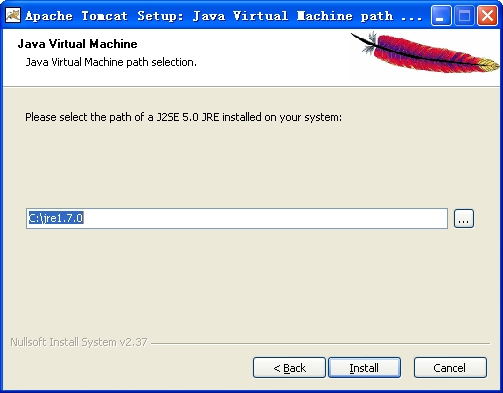 Apache Tomcat Setup: Java Virtual Machine path ...
Java Virtual Machine
Java Virtual Machine path selection.
Please select the path of a J2SE 5.0 JRE installed on your system:
C:\jre1.7.0
...
Nullsoft Install System v2.37
< Back
Install
Cancel